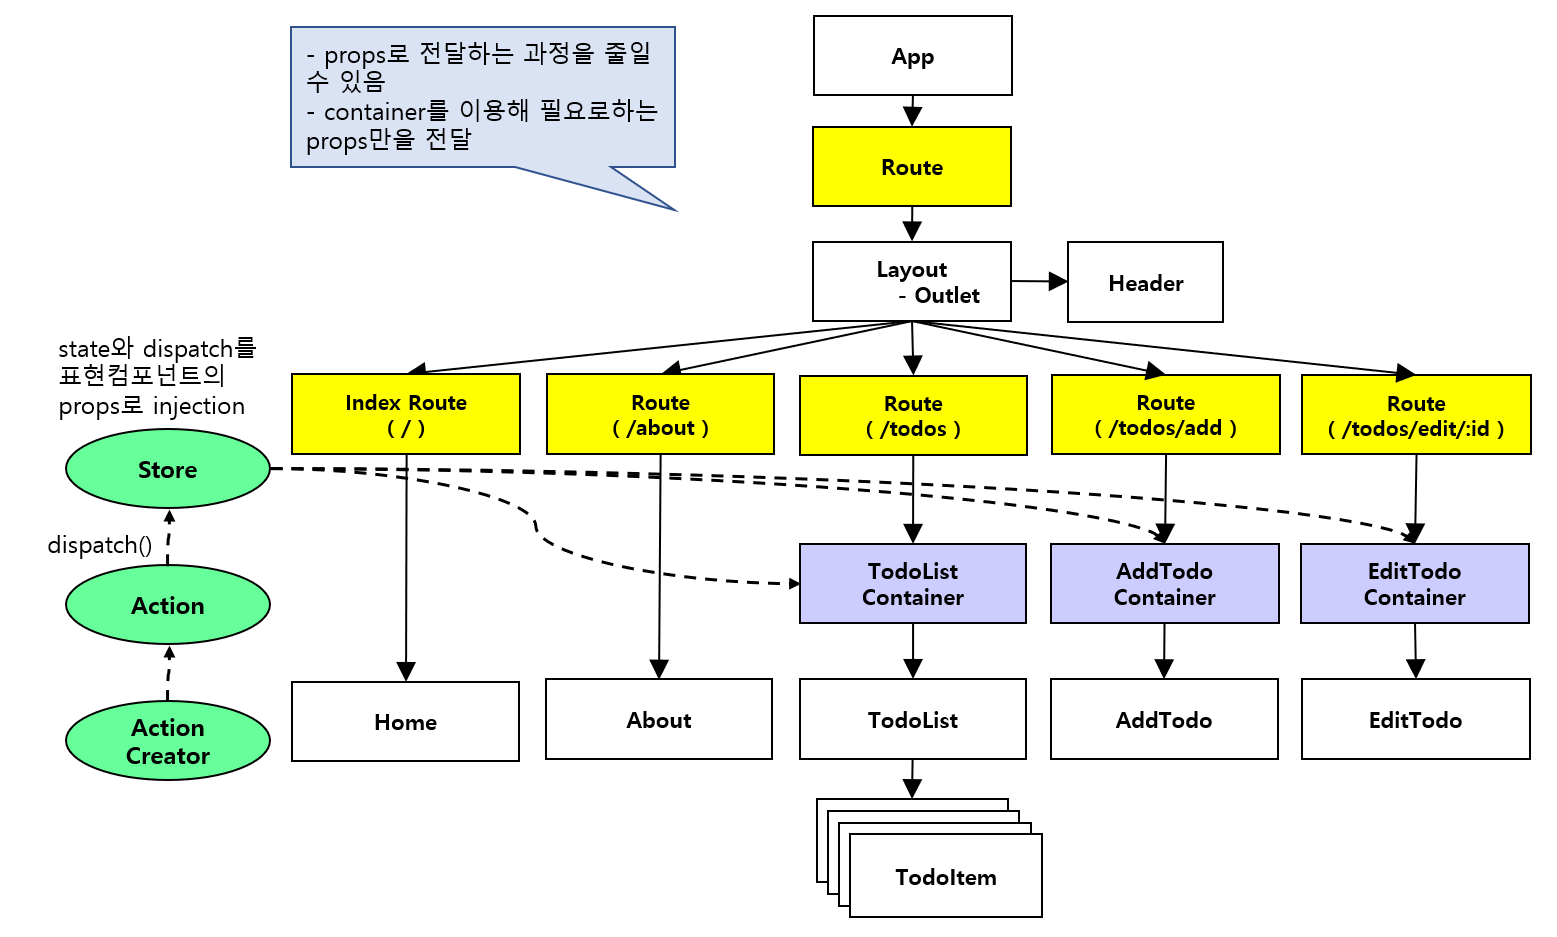 - props로 전달하는 과정을 줄일
수 있음
- container를 이용해 필요로하는
props만을 전달
App
Route
Layout
- Outlet
Header
state와 dispatch를
표현컴포넌트의
props로 injection
Index Route
( / )
Route
( /about )
Route
( /todos )
Route
( /todos/add )
Route
( /todos/edit/:id )
Store
dispatch()
Action
TodoList
Container
AddTodo
Container
EditTodo
Container
Action
Creator
Home
About
TodoList
AddTodo
EditTodo
TodoItem